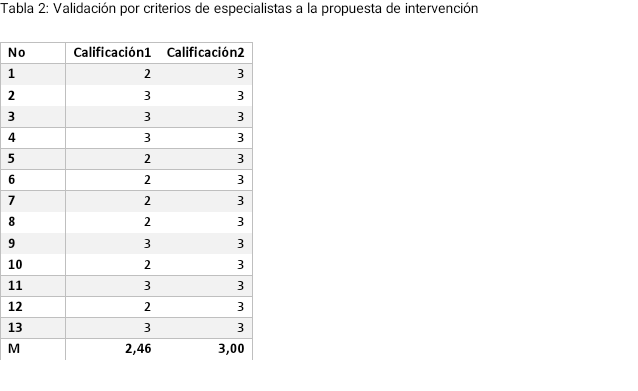 Tabla 2: Validación por criterios de especialistas a la propuesta de intervención
No Calificación1 Calificación2
1 2 3
2 3 3
3 3 3
4 3 3
5 2 3
6 2 3
7 2 3
8 2 3
9 3 3
10 2 3
11 3 3
12 2 3
13 3 3
M 2,46 3,00